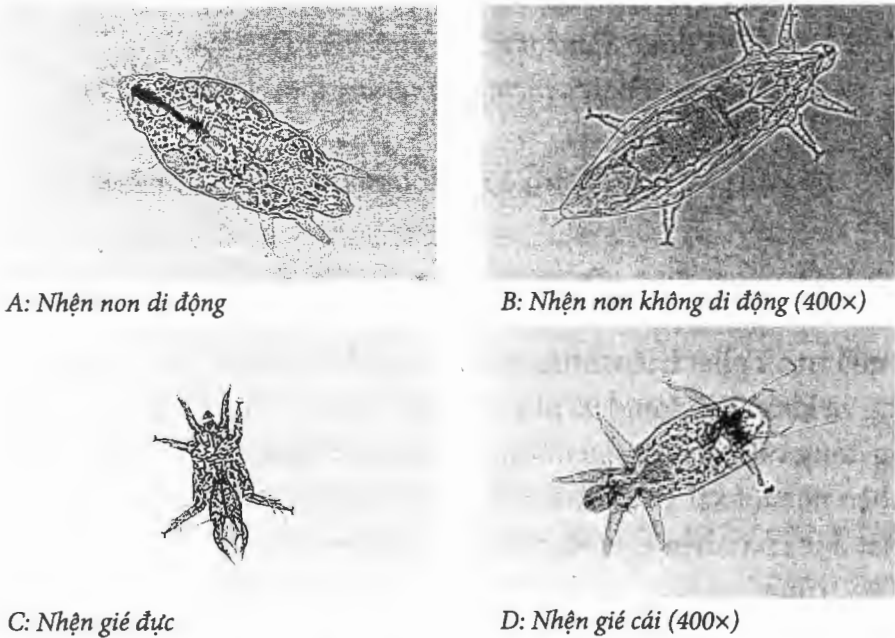 A: Nhện non di động
B: Nhện non không di động (400×)
C: Nhện gié đực
D: Nhện gié cái (400×)